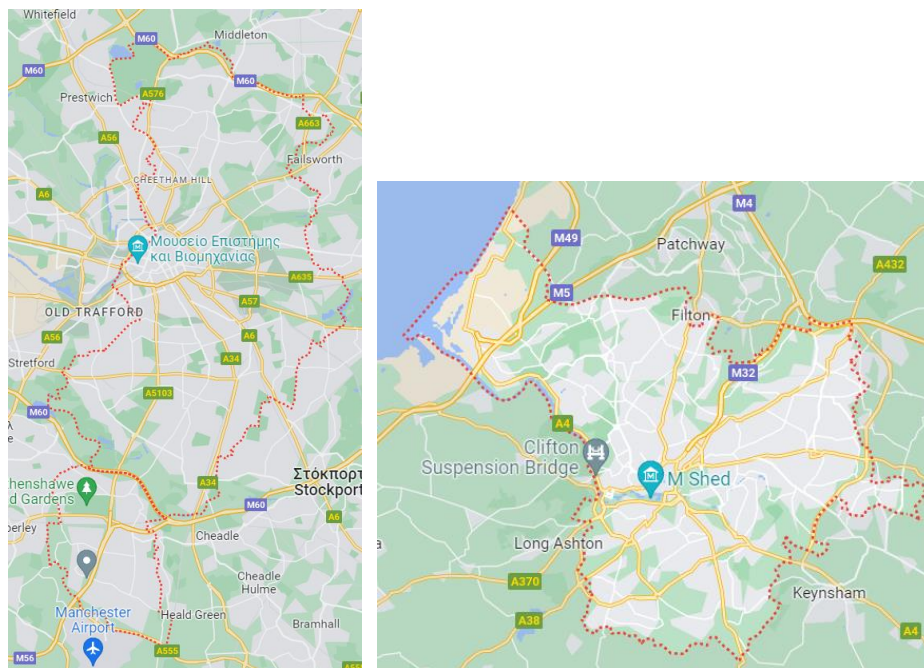 Whitefield
Middleton
M60
M60
M60
Prestwich
A576
A663
A56
Failsworth
CHEETHAM HILL
A6
Μουσείο Επιστήμης
και Βιομηχανίας
A635
A57
OLD TRAFFORD
A56
A6
Stretford
A34
A5103
M60
λ
e
Στόκπορτ
Stockport
henshawe
d Gardens
A34
M60
A6
perley
Cheadle
Cheadle
Hulme
Manchester
Airport
Heald Green
Bramhall
M56
A555
M4
M49
Patchway
A432
M5
Filton
M32
A4
Clifton
Suspension Bridge
M Shed
a
Long Ashton
A370
Keynsham
A38
A4